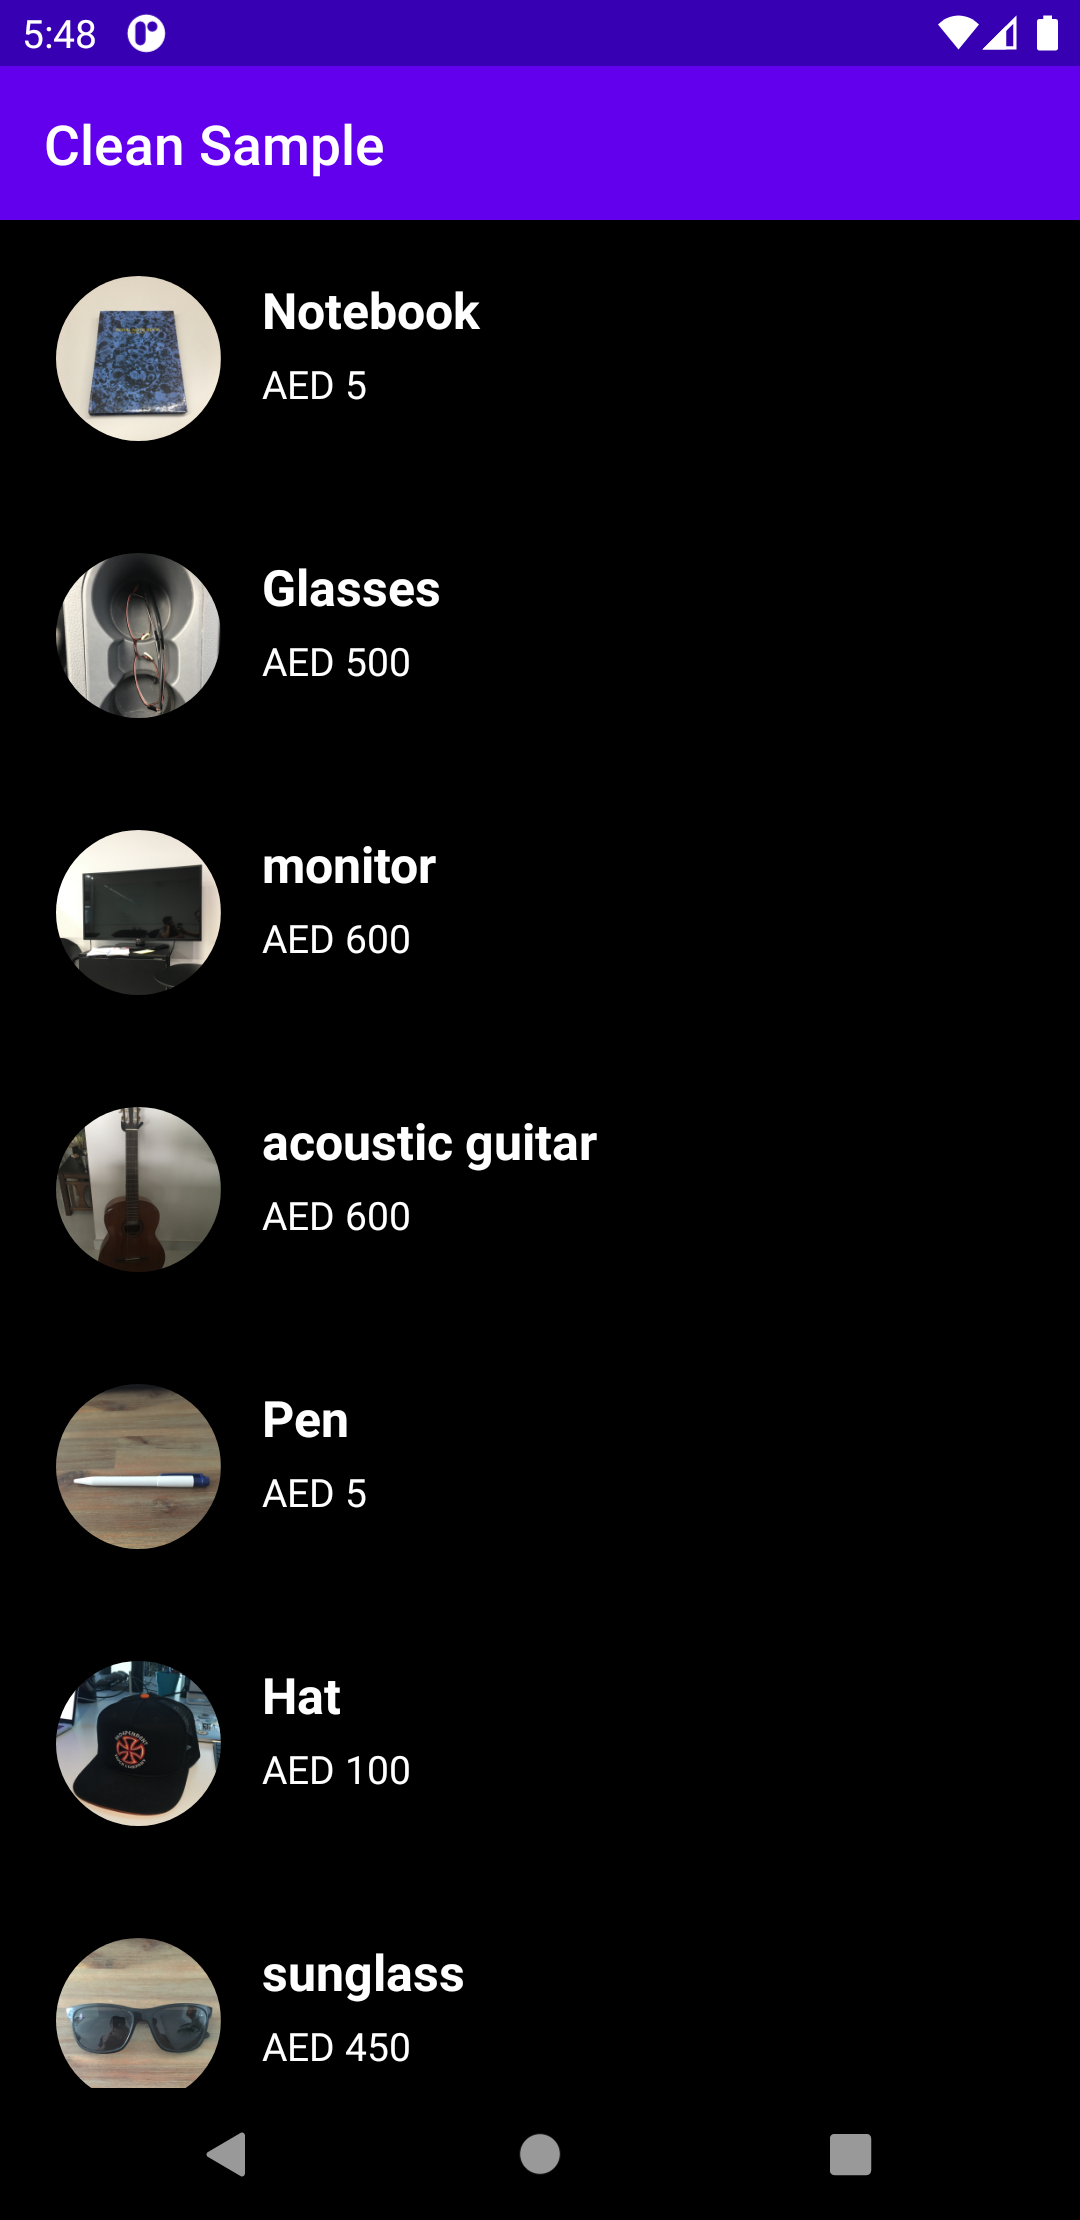 5:48
Clean Sample
Notebook
AED 5
Glasses
AED 500
monitor
AED 600
acoustic guitar
AED 600
Pen
AED 5
Hat
AED 100
INDEPENDENT
sunglass
AED 450